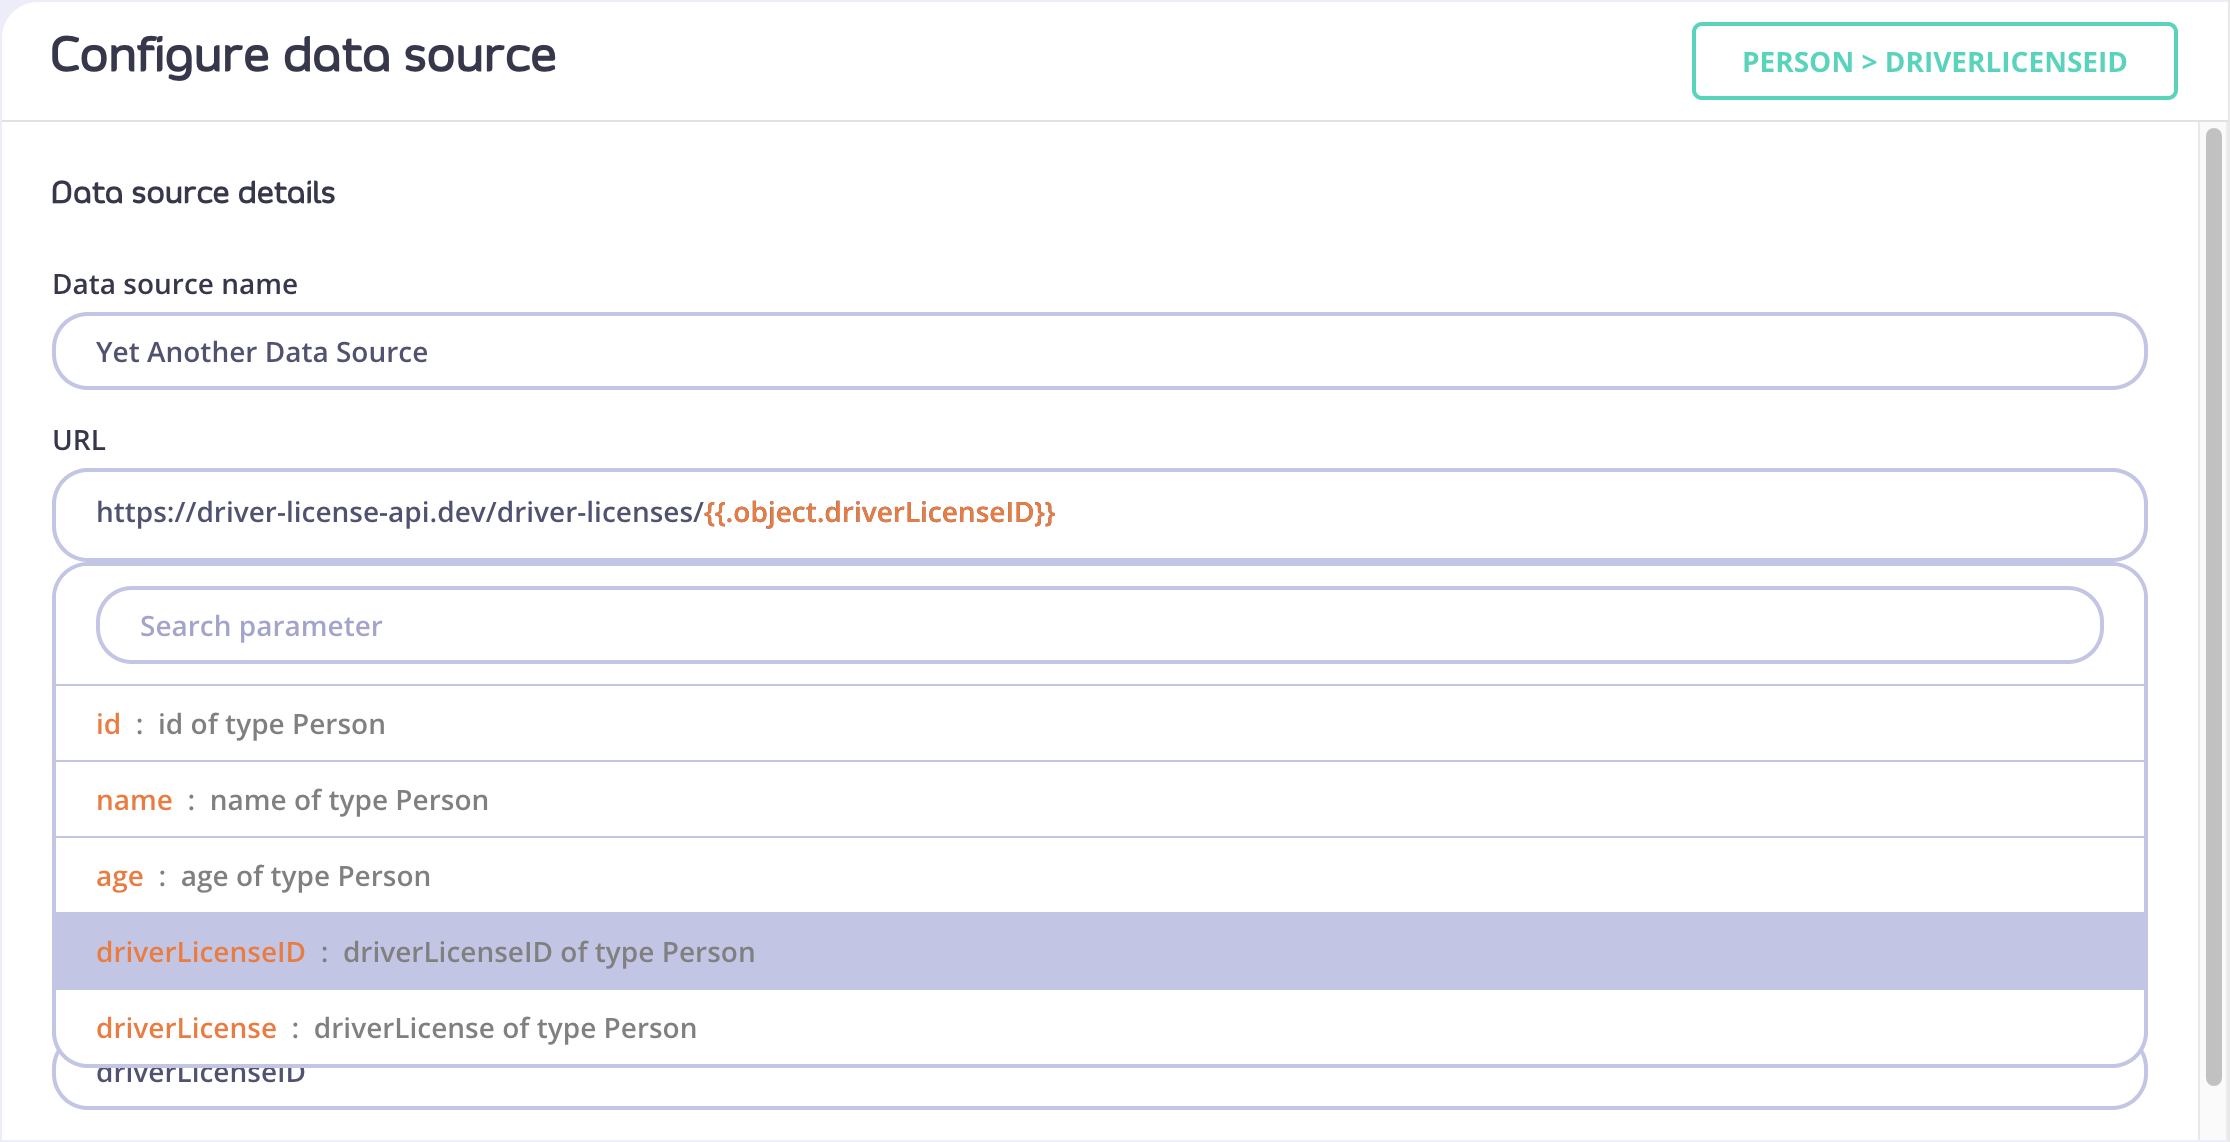 Configure data source
PERSON > DRIVERLICENSEID
Data source details
Data source name
Yet Another Data Source
URL
https://driver-license-api.dev/driver-licenses/{{.object.driverLicenseID}}
Search parameter
id : id of type Person
name : name of type Person
age : age of type Person
driverLicenseID : driverLicenseID of type Person
driverLicense : driverLicense of type Person
driverLicenseID